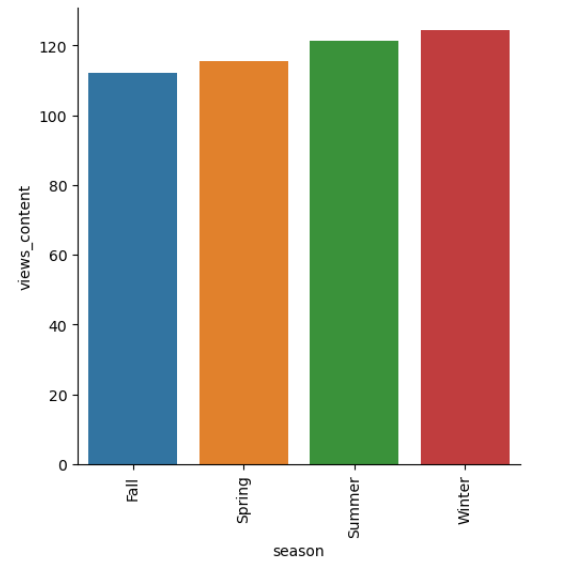 120
100
80
60
40
20
0
views_content
Fall
Spring
Summer
Winter
season